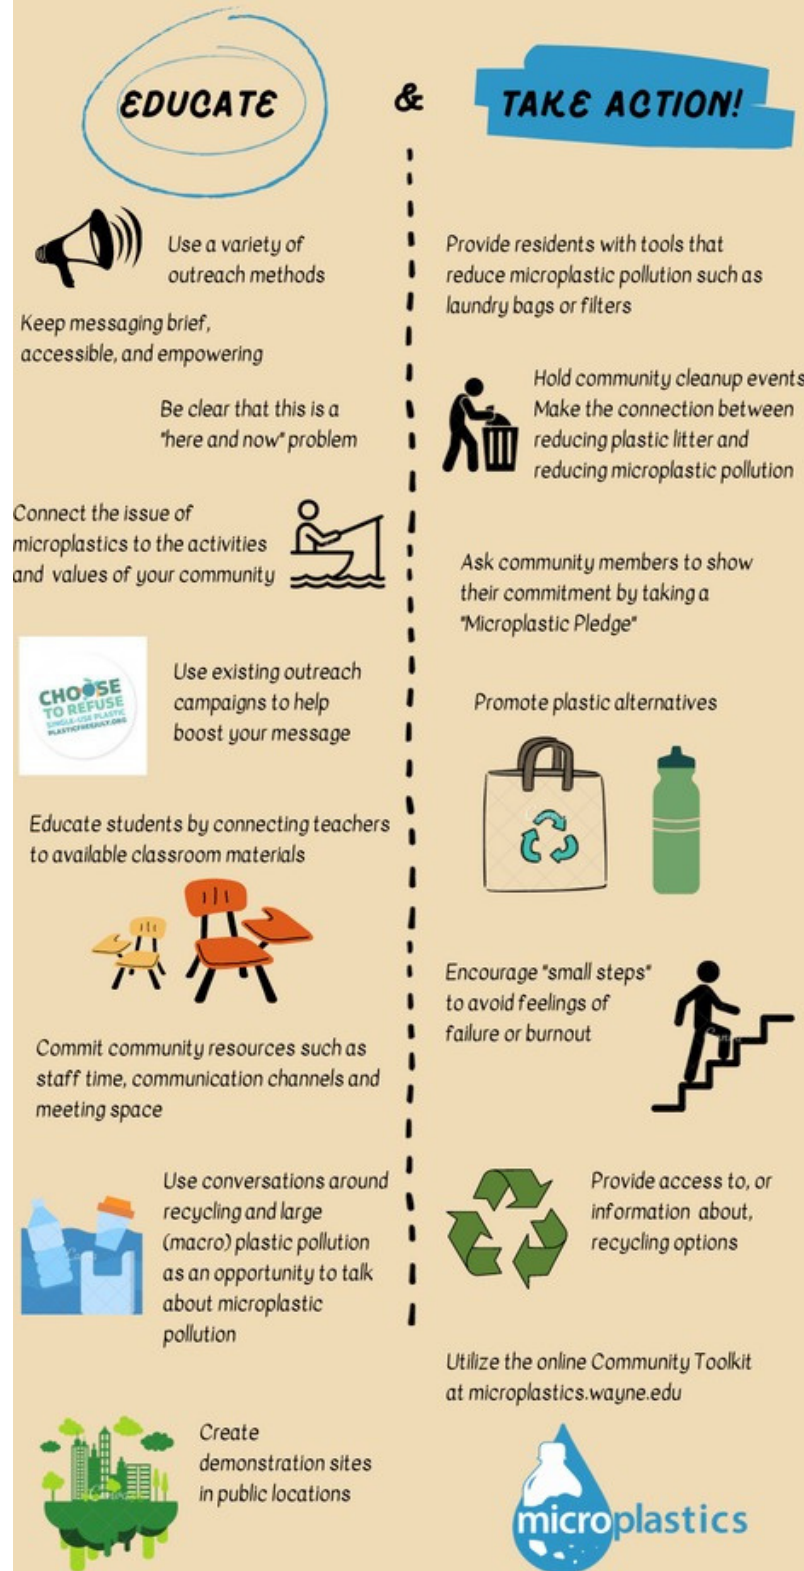 EDUCATE
&
TAKE ACTION!
Use a variety of
outreach methods
Keep messaging brief,
accessible, and empowering
Be clear that this is a
"here and now" problem
Connect the issue of
microplastics to the activities
and values of your community
CHOOSE
TO REFUSE
SINGLE-USE PLASTIC
PLASTICFREEJULY.ORG
Use existing outreach
campaigns to help
boost your message
Educate students by connecting teachers
to available classroom materials
Commit community resources such as
staff time, communication channels and
meeting space
Use conversations around
recycling and large
(macro) plastic pollution
as an opportunity to talk
about microplastic
pollution
Create
demonstration sites
in public locations
Provide residents with tools that
reduce microplastic pollution such as
laundry bags or filters
Hold community cleanup events
Make the connection between
reducing plastic litter and
reducing microplastic pollution
Ask community members to show
their commitment by taking a
"Microplastic Pledge"
Promote plastic alternatives
Encourage "small steps"
to avoid feelings of
failure or burnout
Provide access to, or
information about,
recycling options
Utilize the online Community Toolkit
at microplastics.wayne.edu
microplastics